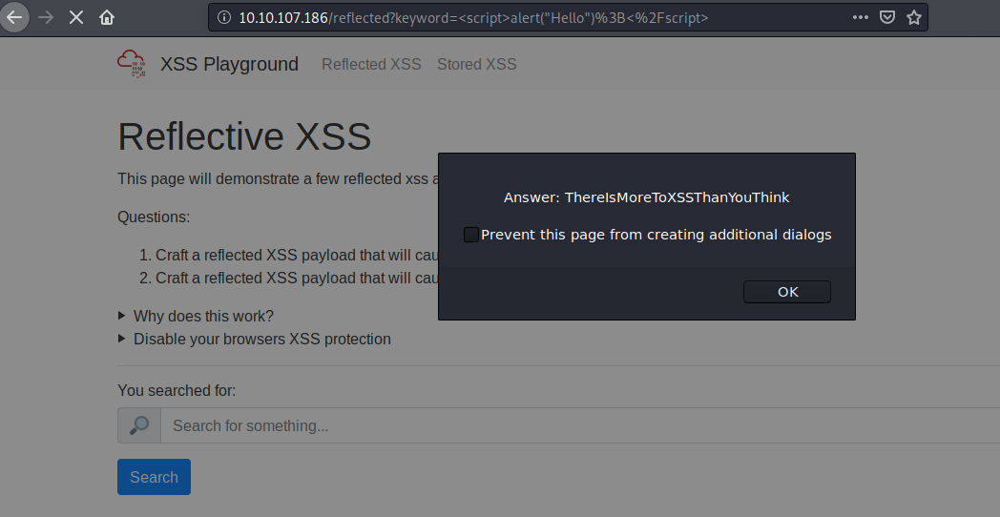 10.10.107.186/reflected?keyword=<script>alert("Hello")%3B<%2Fscript>
XSS Playground Reflected XSS Stored XSS
Reflective XSS
This page will demonstrate a few reflected xss a
Questions:
1. Craft a reflected XSS payload that will cau
2. Craft a reflected XSS payload that will cau
Why does this work?
Disable your browsers XSS protection
You searched for:
Search for something...
Search
Answer: ThereIsMoreToXSSThanYouThink
Prevent this page from creating additional dialogs
OK